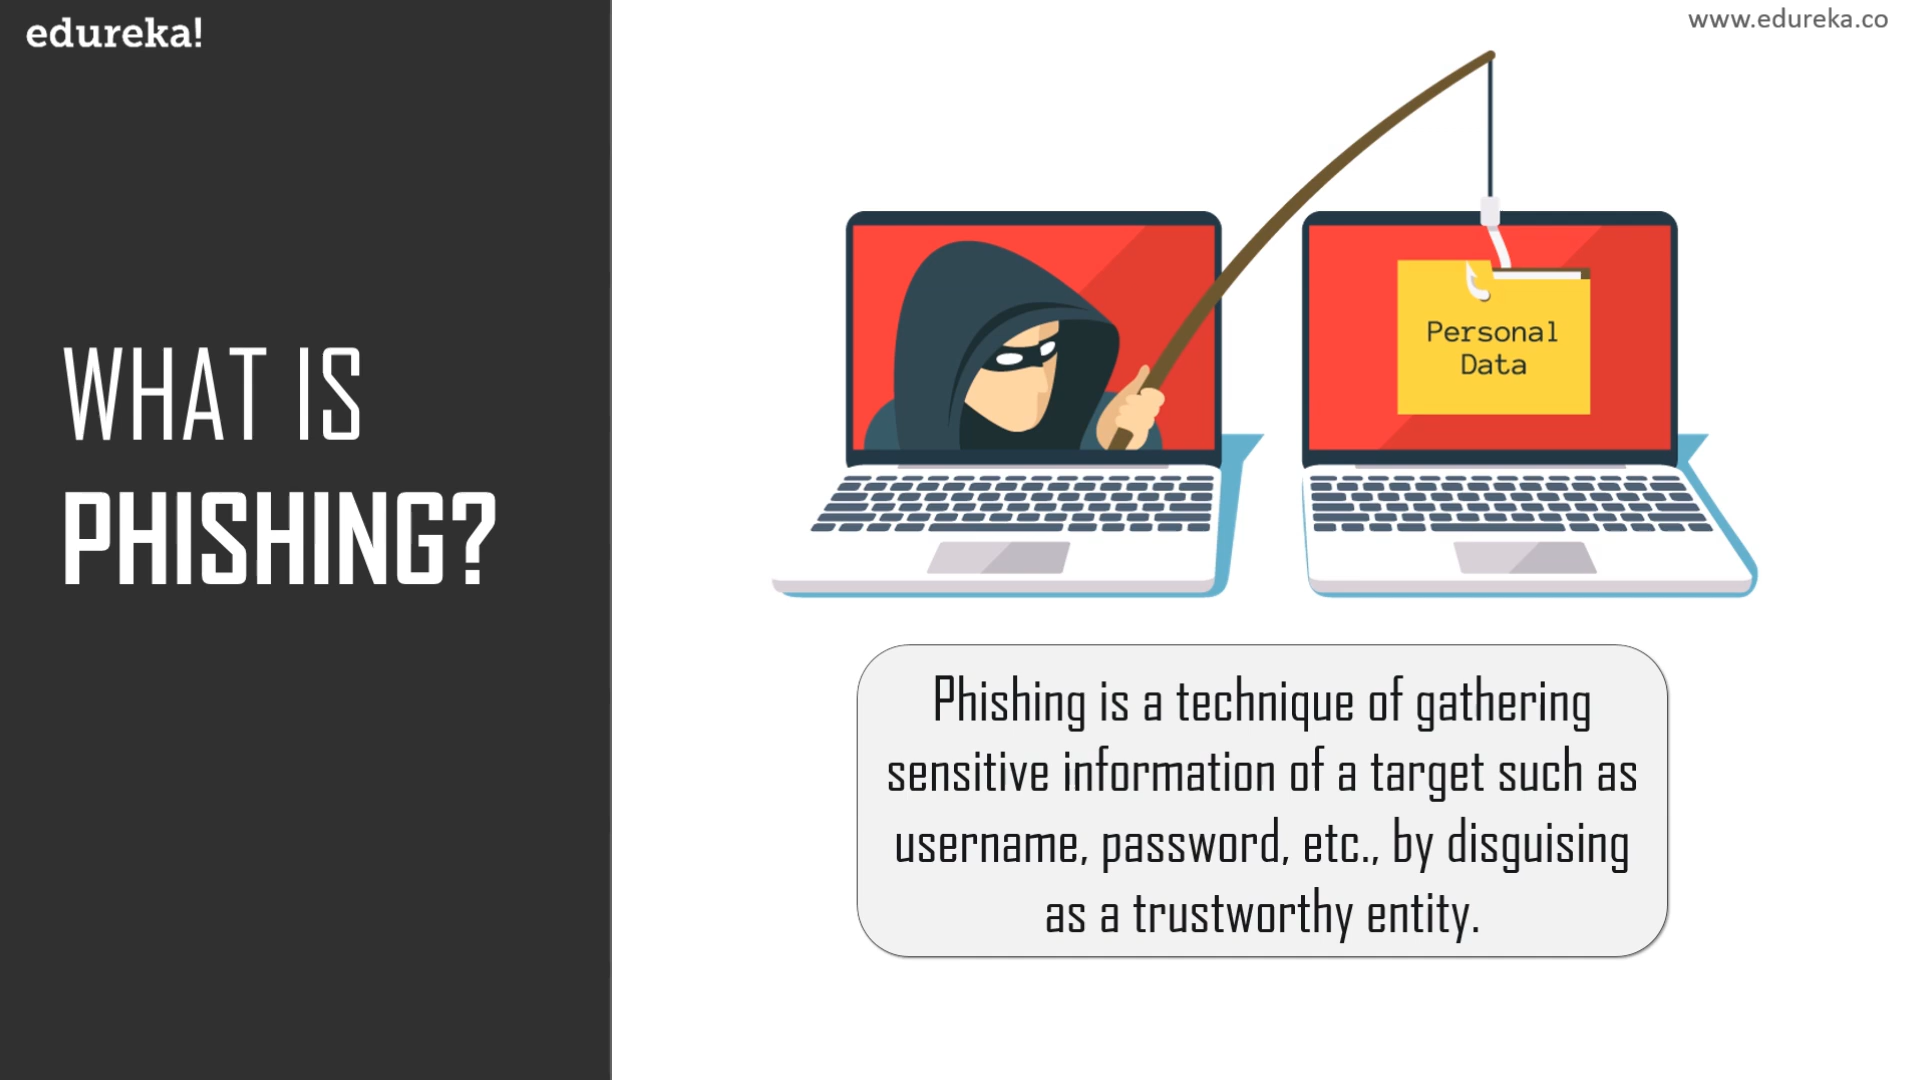 edureka!
www.edureka.co
WHAT IS
PHISHING?
Personal
Data
Phishing is a technique of gathering
sensitive information of a target such as
username, password, etc., by disguising
as a trustworthy entity.